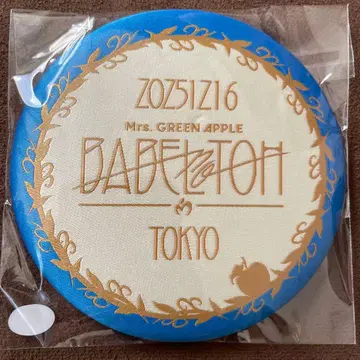 20251216
Mrs. GREEN APPLE
BABEL no TOH
TOKYO